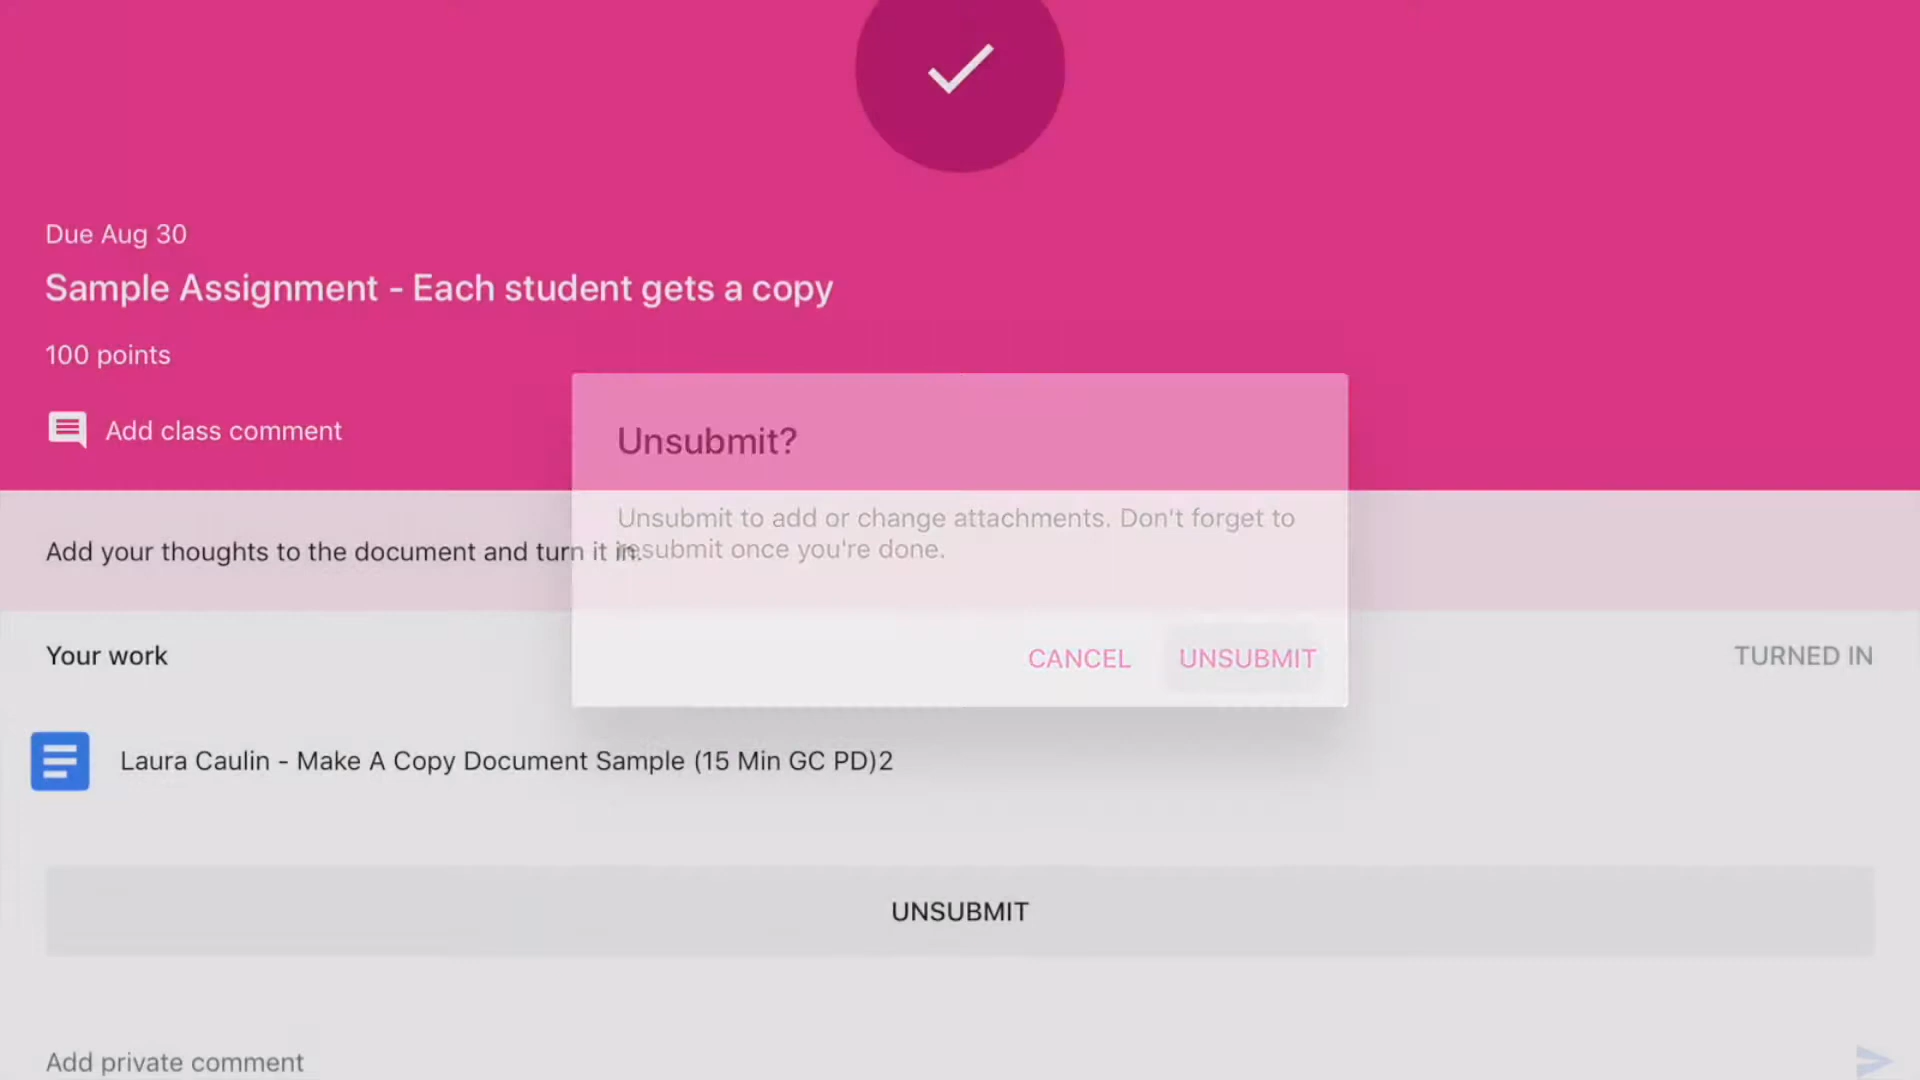 Due Aug 30
Sample Assignment - Each student gets a copy
100 points
Add class comment
Unsubmit?
Unsubmit to add or change attachments. Don't forget to
resubmit once you're done.
CANCEL UNSUBMIT
Add your thoughts to the document and turn it in.
Your work
TURNED IN
Laura Caulin - Make A Copy Document Sample (15 Min GC PD)2
UNSUBMIT
Add private comment